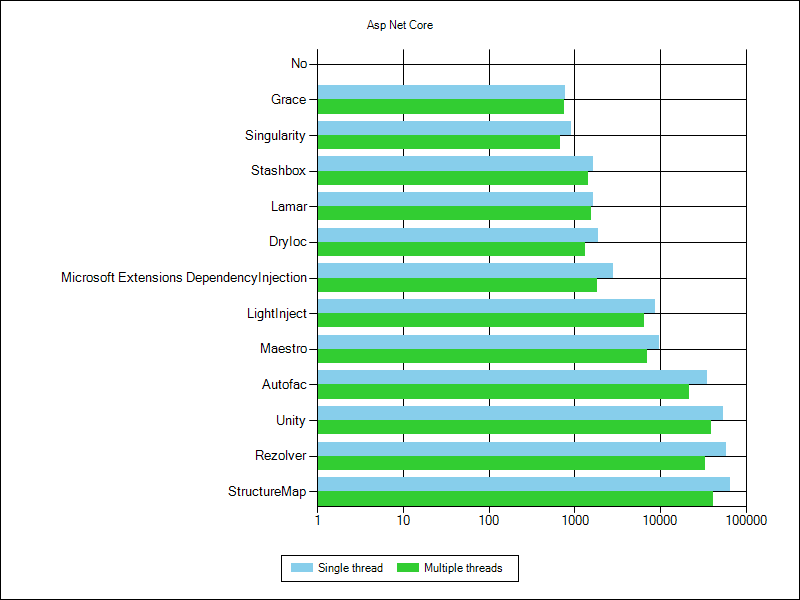 Asp Net Core
No
Grace
Singularity
Stashbox
Lamar
DryIoc
Microsoft Extensions DependencyInjection
LightInject
Maestro
Autofac
Unity
Rezolver
StructureMap
1 10 100 1000 10000 100000
Single thread Multiple threads